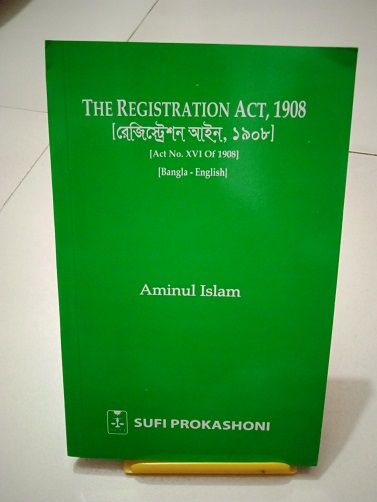 THE REGISTRATION ACT, 1908
[রেজিস্ট্রেশন আইন, ১৯০৮]
[Act No. XVI Of 1908]
[Bangla - English]
Aminul Islam
SUFI PROKASHONI